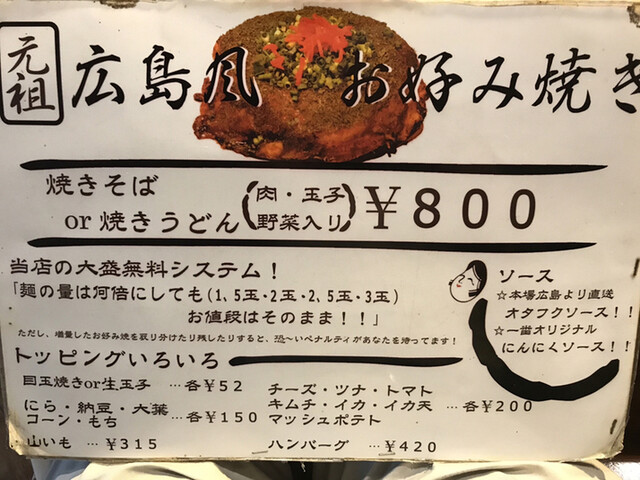 元祖 広島風 お好み焼き
焼きそば
or 焼きうどん
(肉・玉子
野菜入り)
¥800
当店の大盛無料システム！
「麺の量は何倍にしても(1,5玉・2玉・2,5玉・3玉)
お値段はそのまま！！」
ただし、増量したお好み焼を取り分けたり残したりすると、恐〜いペナルティがあなたを待ってます！
ソース
☆本場広島より直送
オタフクソース！！
☆一歯オリジナル
にんにくソース！！
トッピングいろいろ
目玉焼きor生玉子 …各¥52
にら・納豆・大葉
コーン・もち …各¥150
山いも …¥315
チーズ・ツナ・トマト
キムチ・イカ・イカ天 …各¥200
マッシュポテト
ハンバーグ …¥420